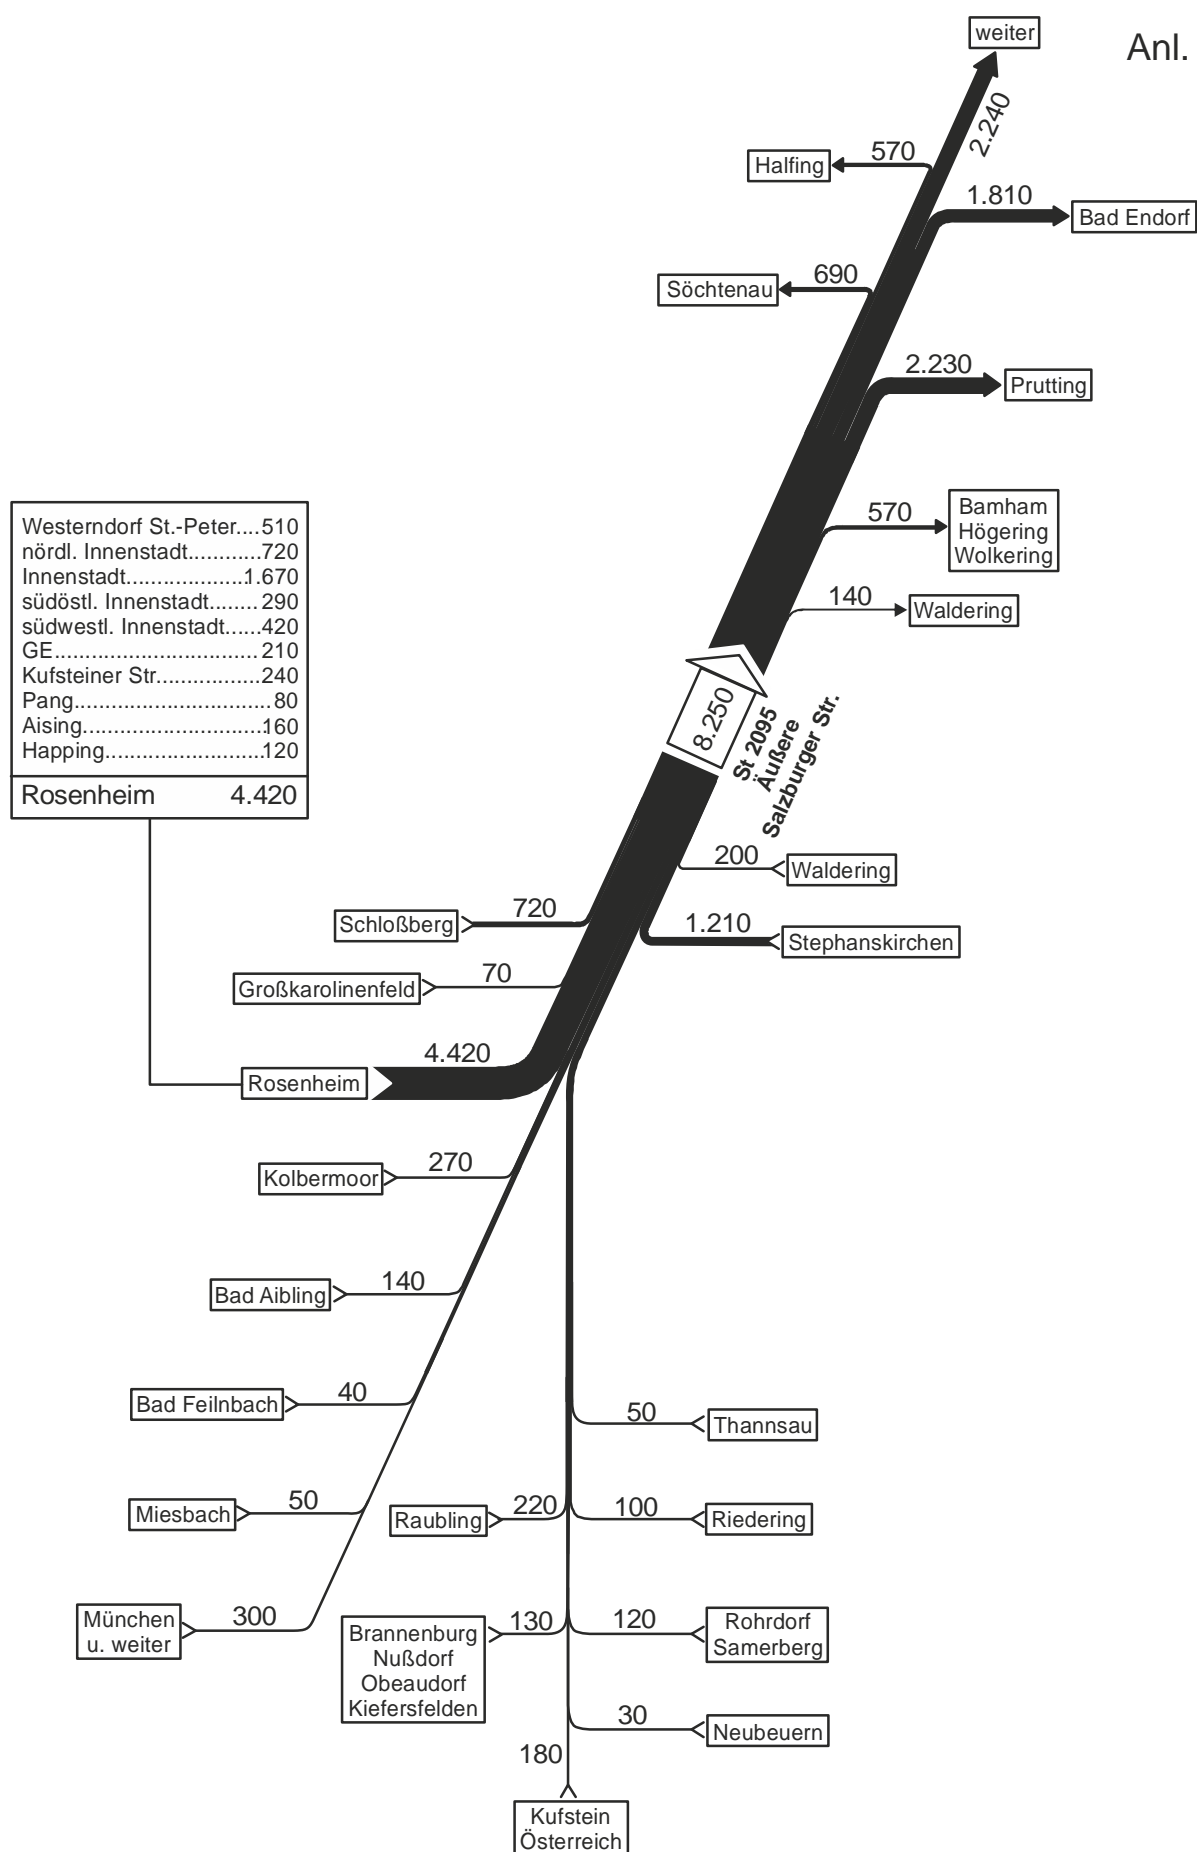 weiter
Anl.
2.240
Halfing
570
1.810
Bad Endorf
Söchtenau
690
2.230
Prutting
570
Bamham
Högering
Wolkering
140
Waldering
Westerndorf St.-Peter....510
nördl. Innenstadt............720
Innenstadt....................1.670
südöstl. Innenstadt........290
südwestl. Innenstadt......420
GE..................................210
Kufsteiner Str.................240
Pang................................80
Aising.............................160
Happing.........................120
Rosenheim 4.420
8.250
St 2095
Äußere
Salzburger Str.
200
Waldering
Schloßberg
720
1.210
Stephanskirchen
Großkarolinenfeld
70
4.420
Rosenheim
Kolbermoor
270
Bad Aibling
140
Bad Feilnbach
40
50
Thannsau
Miesbach
50
Raubling
220
100
Riedering
München
u. weiter
300
Brannenburg
Nußdorf
Obeaudorf
Kiefersfelden
130
120
Rohrdorf
Samerberg
30
Neubeuern
180
Kufstein
Österreich